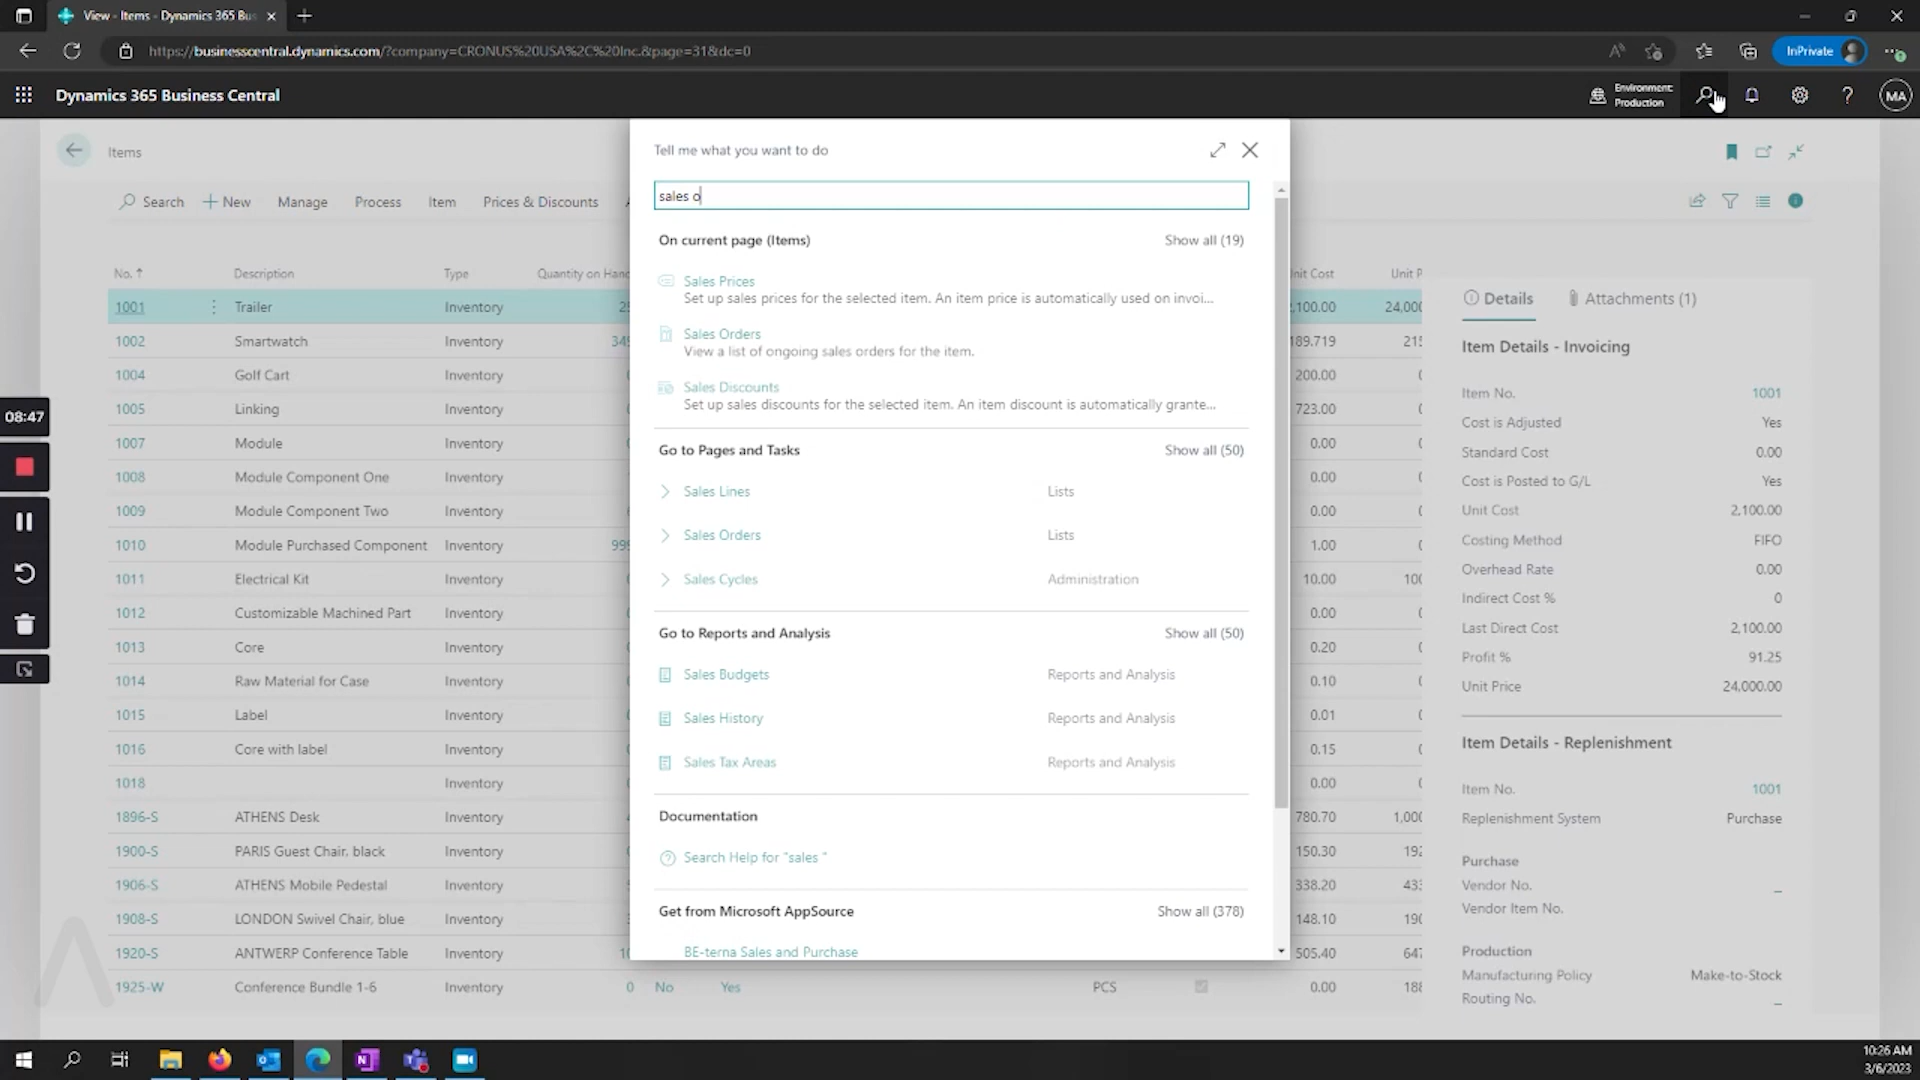 View - Items - Dynamics 365 Bus
https://businesscentral.dynamics.com/?company=CRONUS%20USA%2C%20Inc.&page=31&dc=0
InPrivate
Dynamics 365 Business Central
Environment:
Production
MA
Items
Search
New
Manage
Process
Item
Prices & Discounts
No. ↑ Description Type Quantity on Hand
1001 Trailer Inventory
1002 Smartwatch Inventory
1004 Golf Cart Inventory
1005 Linking Inventory
1007 Module Inventory
1008 Module Component One Inventory
1009 Module Component Two Inventory
1010 Module Purchased Component Inventory
1011 Electrical Kit Inventory
1012 Customizable Machined Part Inventory
1013 Core Inventory
1014 Raw Material for Case Inventory
1015 Label Inventory
1016 Core with label Inventory
1018 Inventory
1896-S ATHENS Desk Inventory
1900-S PARIS Guest Chair, black Inventory
1906-S ATHENS Mobile Pedestal Inventory
1908-S LONDON Swivel Chair, blue Inventory
1920-S ANTWERP Conference Table Inventory
1925-W Conference Bundle 1-6 Inventory 0 No Yes PCS 0.00
08:47
Tell me what you want to do
sales o
On current page (Items) Show all (19)
Sales Prices
Set up sales prices for the selected item. An item price is automatically used on invoi...
Sales Orders
View a list of ongoing sales orders for the item.
Sales Discounts
Set up sales discounts for the selected item. An item discount is automatically grante...
Go to Pages and Tasks Show all (50)
Sales Lines Lists
Sales Orders Lists
Sales Cycles Administration
Go to Reports and Analysis Show all (50)
Sales Budgets Reports and Analysis
Sales History Reports and Analysis
Sales Tax Areas Reports and Analysis
Documentation
Search Help for "sales "
Get from Microsoft AppSource Show all (378)
BE-terna Sales and Purchase
Unit Cost
,100.00 24,000
189.719
200.00
723.00
0.00
0.00
0.00
1.00
10.00
0.00
0.20
0.10
0.01
0.15
0.00
780.70
150.30
338.20
148.10
505.40
Details
Attachments (1)
Item Details - Invoicing
Item No. 1001
Cost is Adjusted Yes
Standard Cost 0.00
Cost is Posted to G/L Yes
Unit Cost 2,100.00
Costing Method FIFO
Overhead Rate 0.00
Indirect Cost % 0
Last Direct Cost 2,100.00
Profit % 91.25
Unit Price 24,000.00
Item Details - Replenishment
Item No. 1001
Replenishment System Purchase
Purchase
Vendor No. _
Vendor Item No.
Production
Manufacturing Policy Make-to-Stock
Routing No. _
10:26 AM
3/6/2023